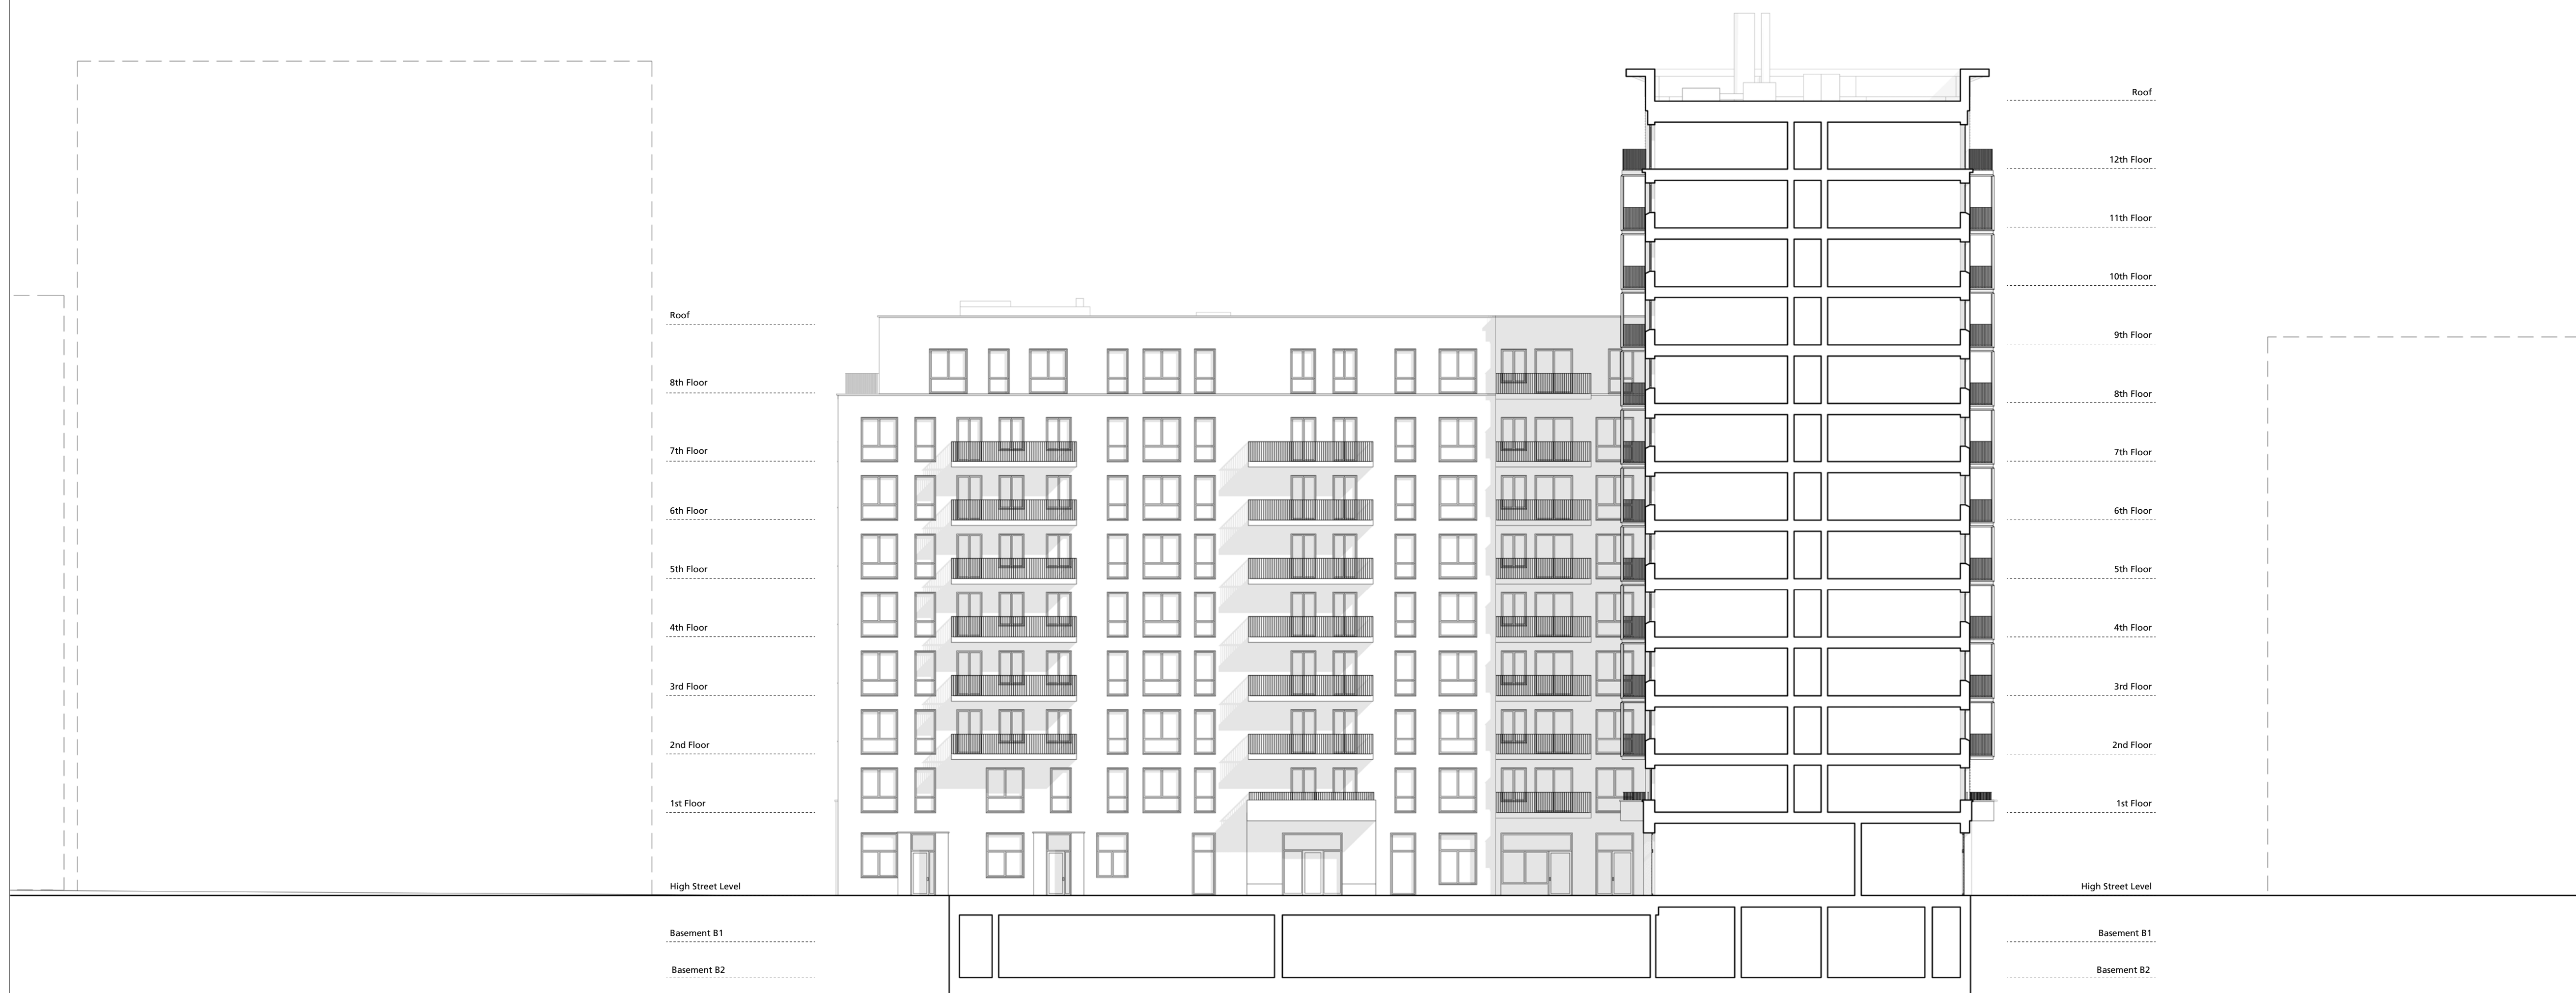 Roof
8th Floor
7th Floor
6th Floor
5th Floor
4th Floor
3rd Floor
2nd Floor
1st Floor
High Street Level
Basement B1
Basement B2
Roof
12th Floor
11th Floor
10th Floor
9th Floor
8th Floor
7th Floor
6th Floor
5th Floor
4th Floor
3rd Floor
2nd Floor
1st Floor
High Street Level
Basement B1
Basement B2